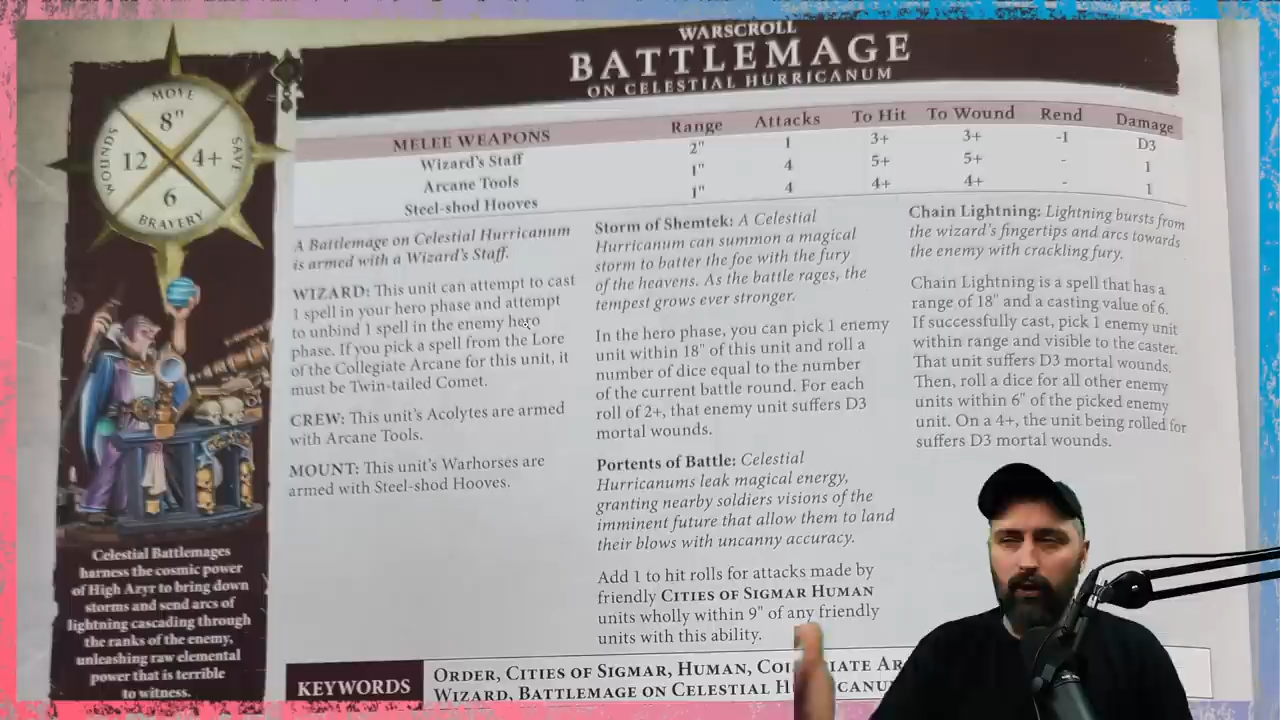 WARSCROLL
BATTLEMAGE
ON CELESTIAL HURRICANUM
MOVE
8"
WOUNDS
12
4+
SAVE
6
BRAVERY
MELEE WEAPONS Range Attacks To Hit To Wound Rend Damage
Wizard's Staff 2" 1 3+ 3+ -1 D3
Arcane Tools 1" 4 5+ 5+ - 1
Steel-shod Hooves 1" 4 4+ 4+ - 1
A Battlemage on Celestial Hurricanum
is armed with a Wizard's Staff.
WIZARD: This unit can attempt to cast
1 spell in your hero phase and attempt
to unbind 1 spell in the enemy hero
phase. If you pick a spell from the Lore
of the Collegiate Arcane for this unit, it
must be Twin-tailed Comet.
CREW: This unit's Acolytes are armed
with Arcane Tools.
MOUNT: This unit's Warhorses are
armed with Steel-shod Hooves.
Storm of Shemtek: A Celestial
Hurricanum can summon a magical
storm to batter the foe with the fury
of the heavens. As the battle rages, the
tempest grows ever stronger.
In the hero phase, you can pick 1 enemy
unit within 18" of this unit and roll a
number of dice equal to the number
of the current battle round. For each
roll of 2+, that enemy unit suffers D3
mortal wounds.
Portents of Battle: Celestial
Hurricanums leak magical energy,
granting nearby soldiers visions of the
imminent future that allow them to land
their blows with uncanny accuracy.
Add 1 to hit rolls for attacks made by
friendly CITIES OF SIGMAR HUMAN
units wholly within 9" of any friendly
units with this ability.
Chain Lightning: Lightning bursts from
the wizard's fingertips and arcs towards
the enemy with crackling fury.
Chain Lightning is a spell that has a
range of 18" and a casting value of 6.
If successfully cast, pick 1 enemy unit
within range and visible to the caster.
That unit suffers D3 mortal wounds.
Then, roll a dice for all other enemy
units within 6" of the picked enemy
unit. On a 4+, the unit being rolled for
suffers D3 mortal wounds.
Celestial Battlemages
harness the cosmic power
of High Azyr to bring down
storms and send arcs of
lightning cascading through
the ranks of the enemy,
unleashing raw elemental
power that is terrible
to witness.
KEYWORDS
ORDER, CITIES OF SIGMAR, HUMAN,
WIZARD, BATTLEMAGE ON CELESTIAL